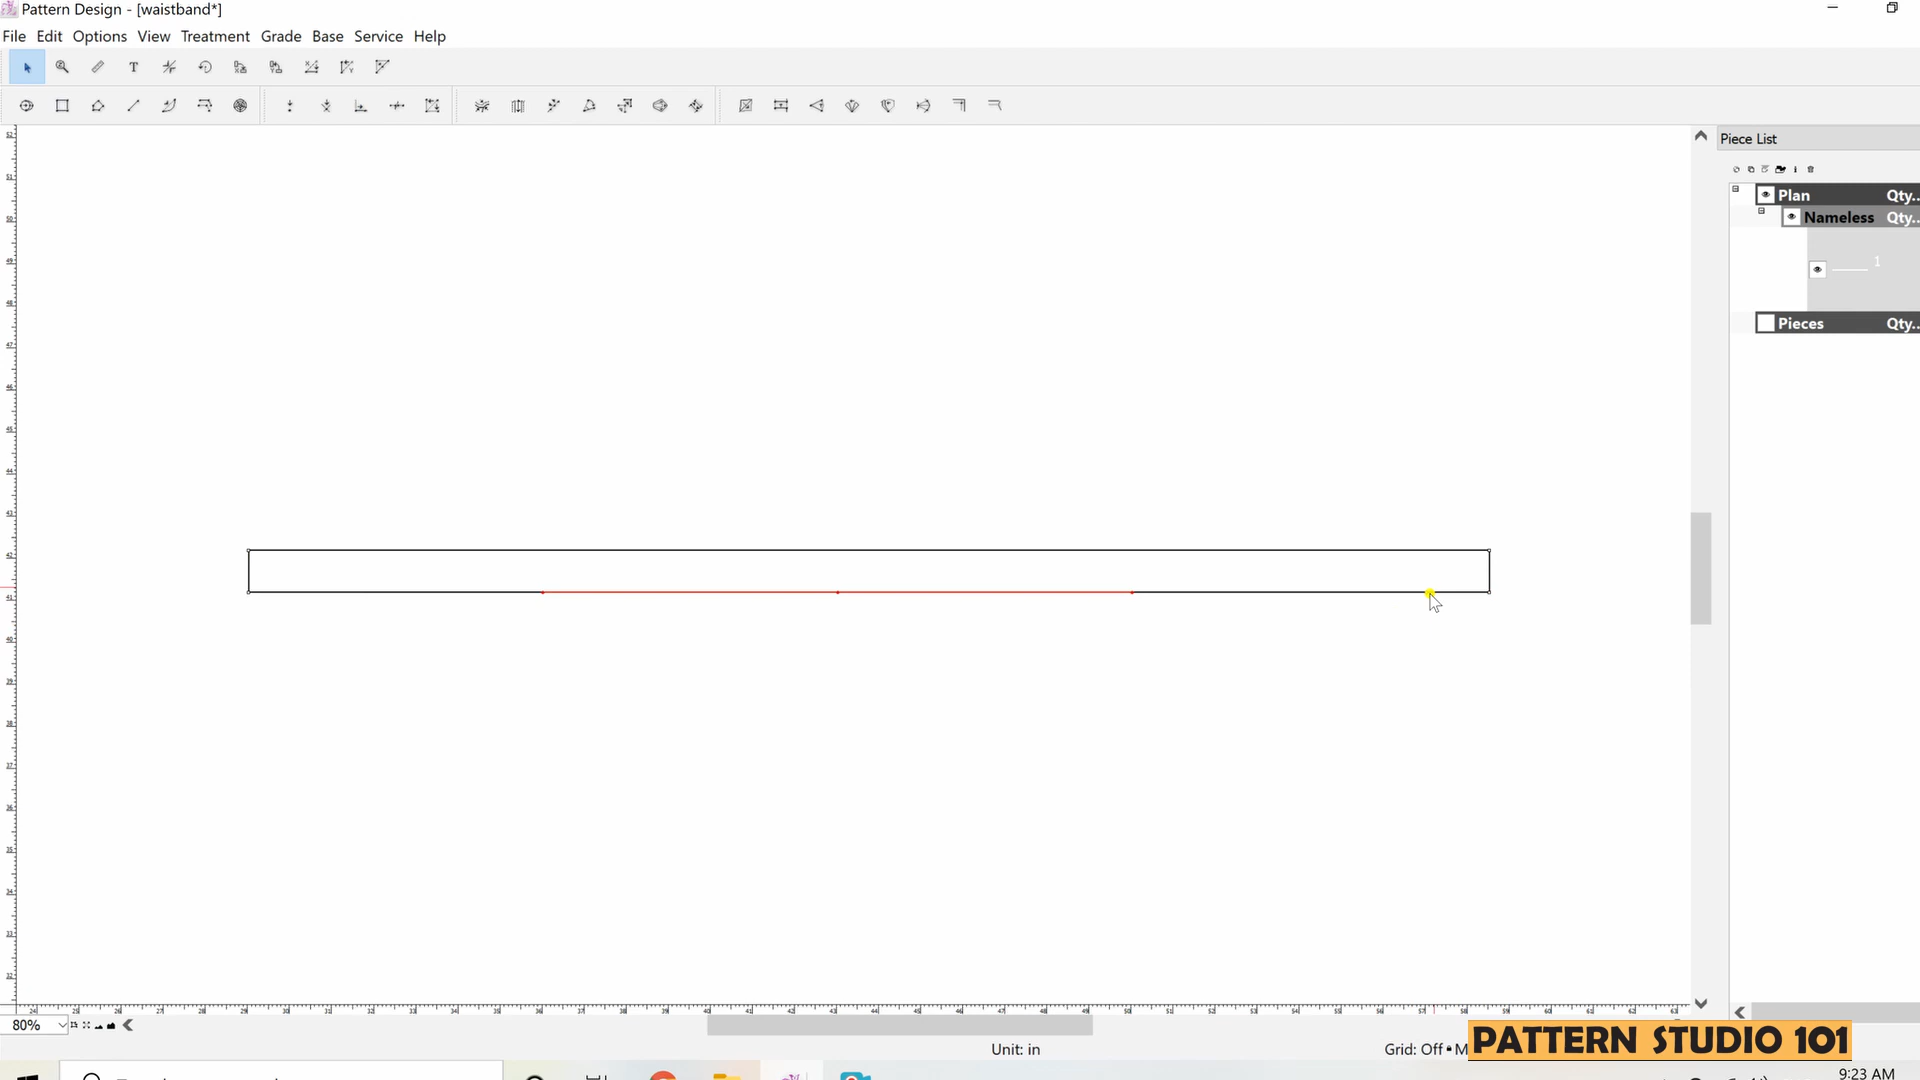 Pattern Design - [waistband*]
File Edit Options View Treatment Grade Base Service Help
Piece List
Plan Qty..
Nameless Qty..
1
Pieces Qty..
80%
Unit: in
Grid: Off • M
PATTERN STUDIO 101
9:23 AM